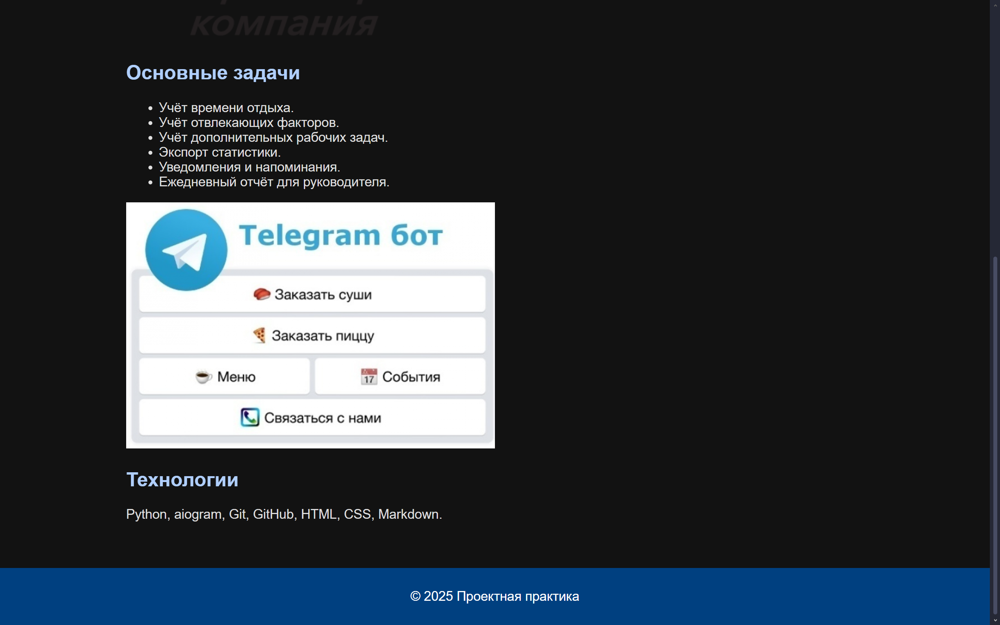 компания
Основные задачи
Учёт времени отдыха.
Учёт отвлекающих факторов.
Учёт дополнительных рабочих задач.
Экспорт статистики.
Уведомления и напоминания.
Ежедневный отчёт для руководителя.
Telegram бот
Заказать суши
Заказать пиццу
Меню
17 События
Связаться с нами
Технологии
Python, aiogram, Git, GitHub, HTML, CSS, Markdown.
© 2025 Проектная практика